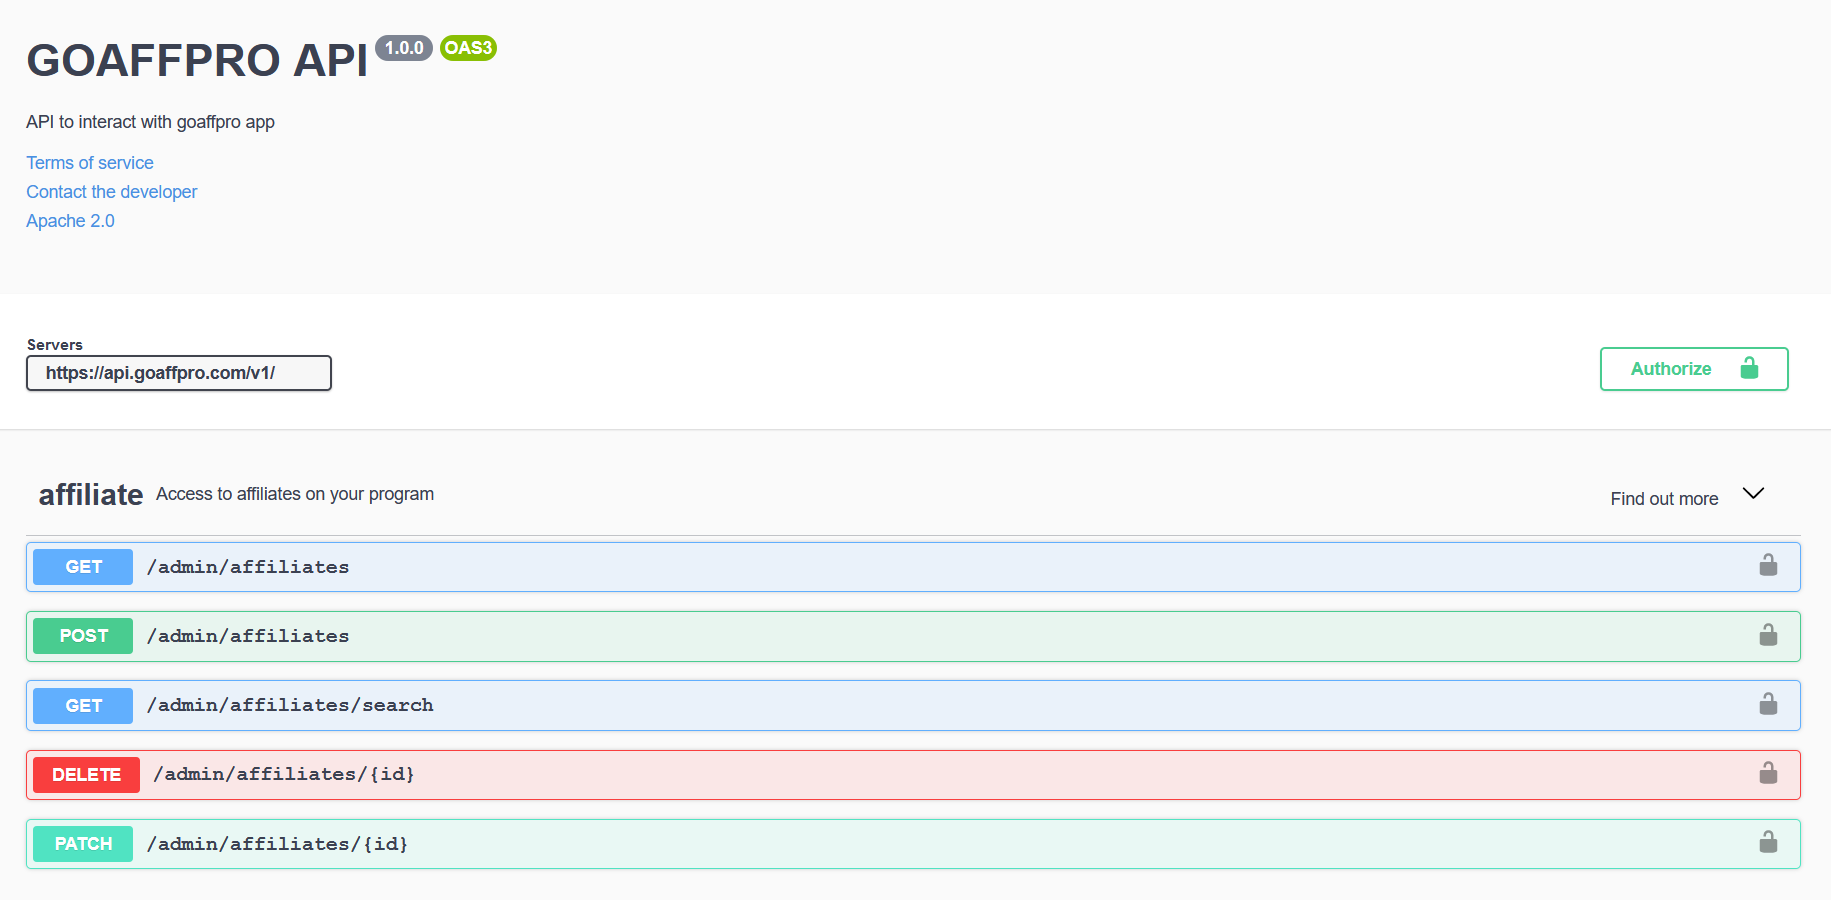 GOAFFPRO API 1.0.0 OAS3
API to interact with goaffpro app
Terms of service
Contact the developer
Apache 2.0
Servers
https://api.goaffpro.com/v1/
Authorize
affiliate Access to affiliates on your program Find out more
GET /admin/affiliates
POST /admin/affiliates
GET /admin/affiliates/search
DELETE /admin/affiliates/{id}
PATCH /admin/affiliates/{id}